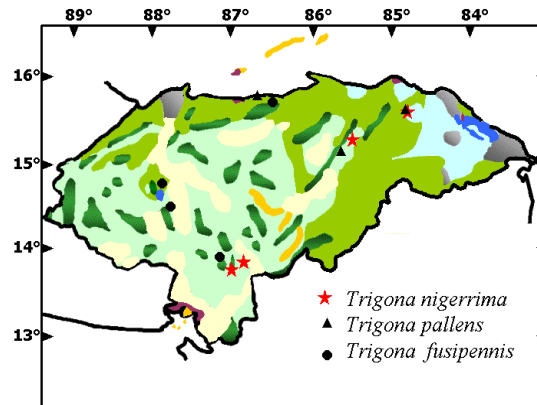 89° 88° 87° 86° 85° 84°
16°
15°
14°
13°
Trigona nigerrima
Trigona pallens
Trigona fusipennis